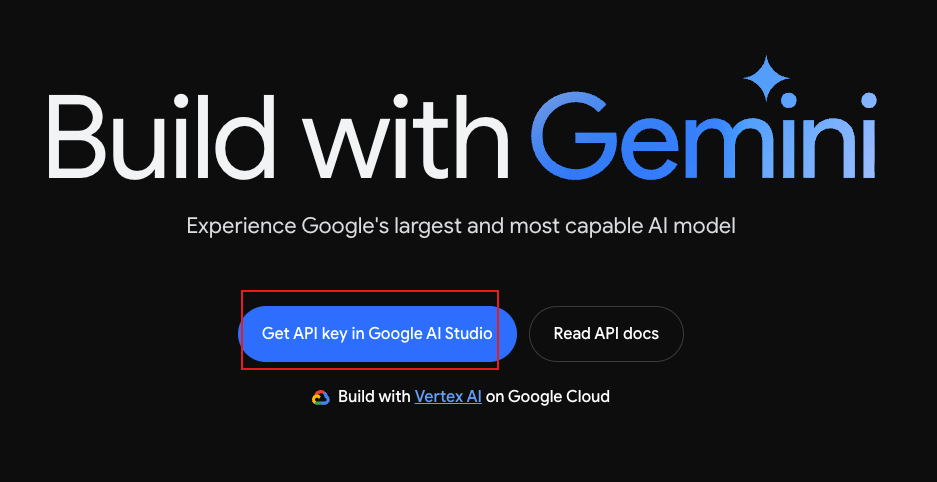 Build with Gemini
Experience Google's largest and most capable AI model
Get API key in Google AI Studio
Read API docs
Build with Vertex AI on Google Cloud